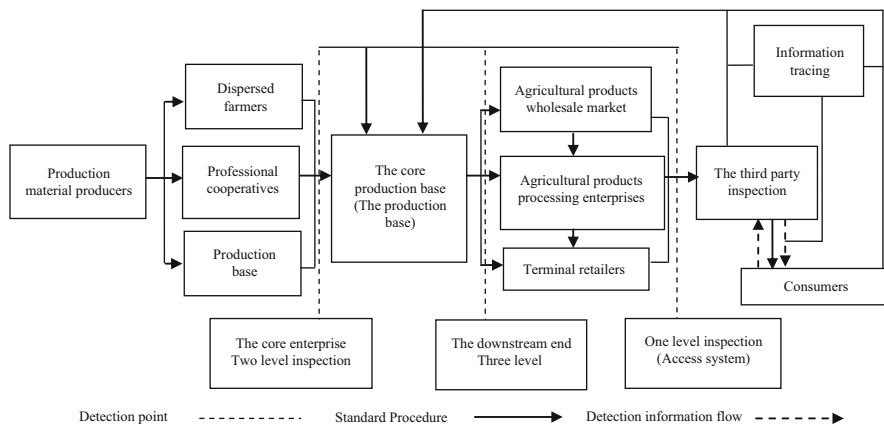 Information
tracing
Dispersed
farmers
Agricultural products
wholesale market
Production
material producers
Professional
cooperatives
The core
production base
(The production
base)
Agricultural products
processing enterprises
The third party
inspection
Production
base
Terminal retailers
Consumers
The core enterprise
Two level inspection
The downstream end
Three level
One level inspection
(Access system)
Detection point
Standard Procedure
Detection information flow